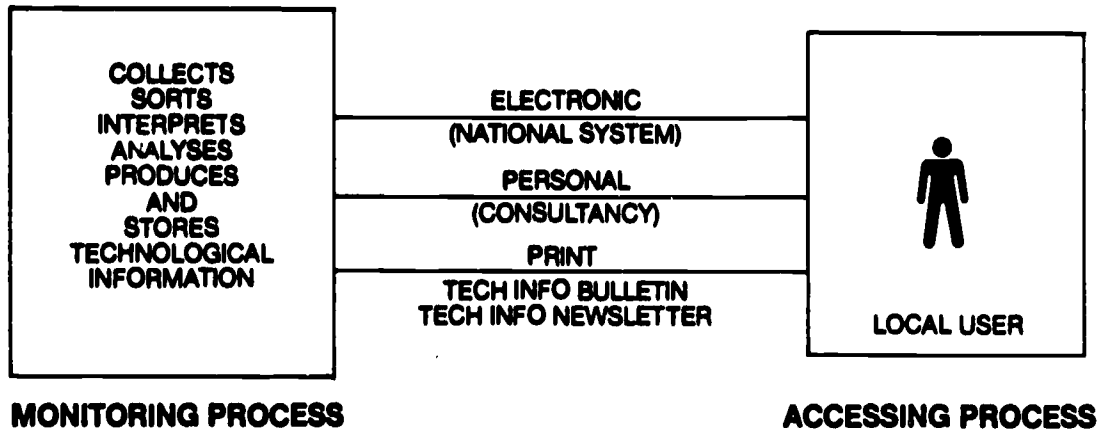 COLLECTS
SORTS
INTERPRETS
ANALYSES
PRODUCES
AND
STORES
TECHNOLOGICAL
INFORMATION
ELECTRONIC
(NATIONAL SYSTEM)
PERSONAL
(CONSULTANCY)
PRINT
TECH INFO BULLETIN
TECH INFO NEWSLETTER
LOCAL USER
MONITORING PROCESS
ACCESSING PROCESS